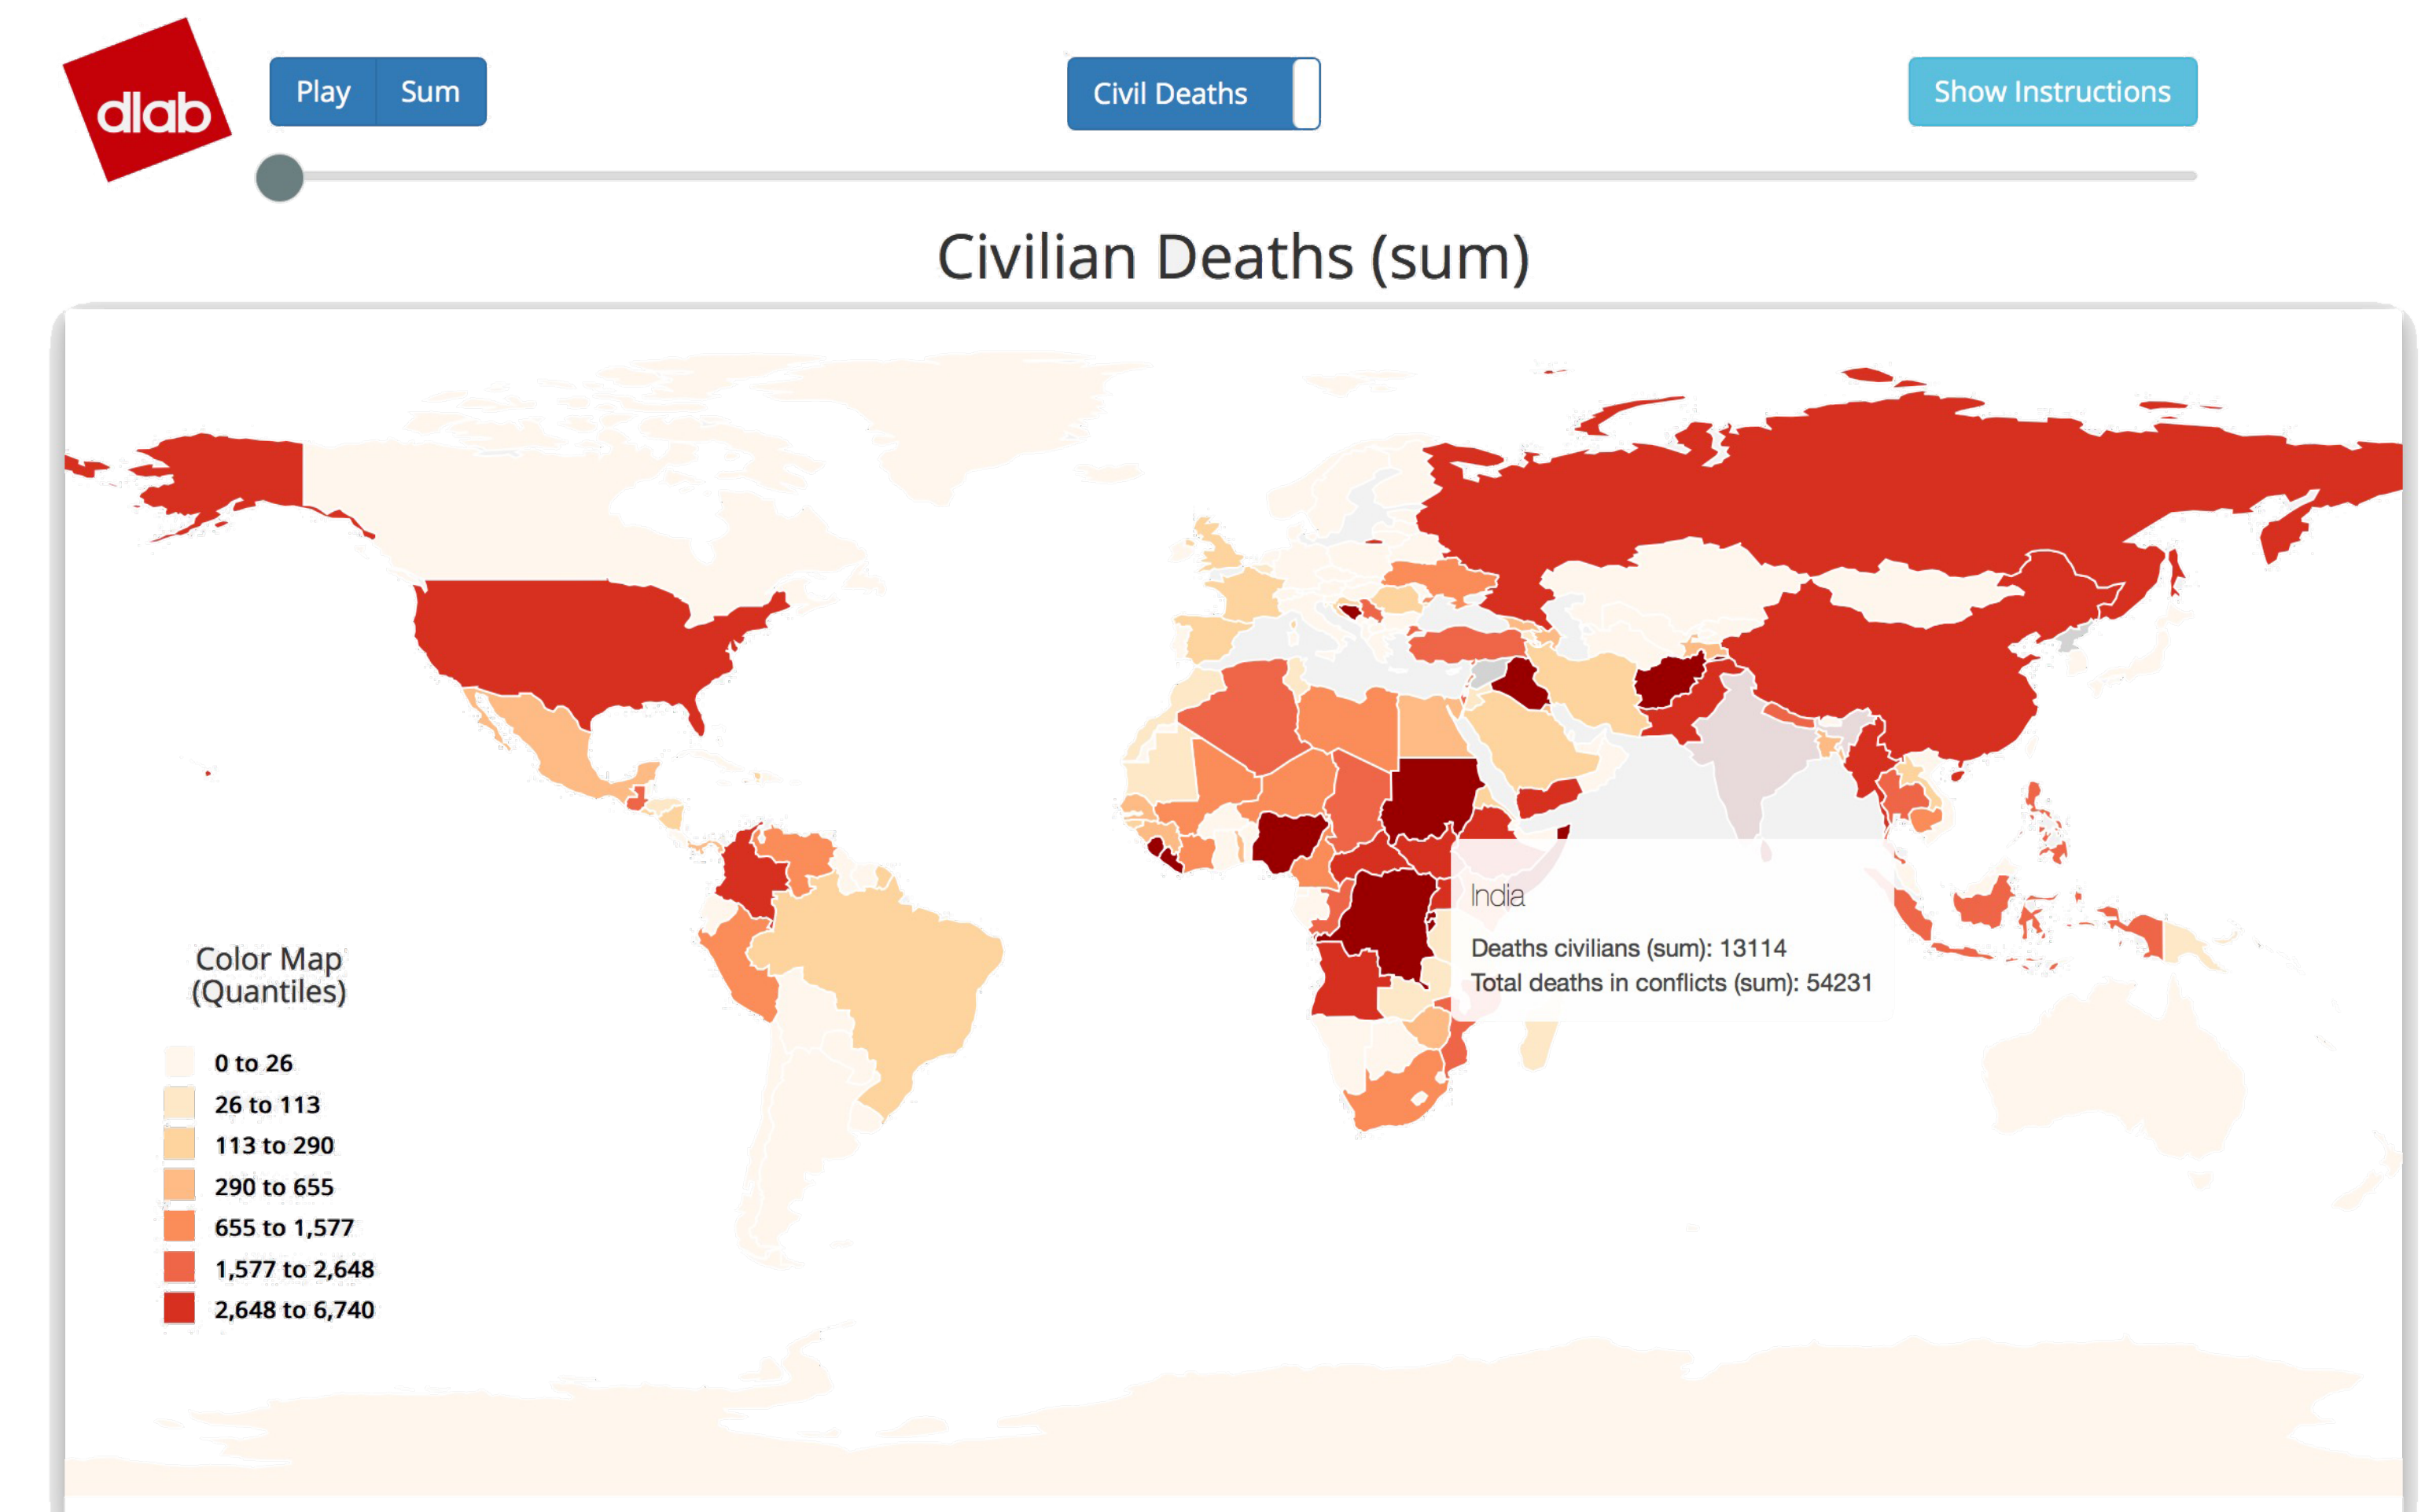 dlab
Play
Sum
Civil Deaths
Show Instructions
Civilian Deaths (sum)
India
Deaths civilians (sum): 13114
Total deaths in conflicts (sum): 54231
Color Map
(Quantiles)
0 to 26
26 to 113
113 to 290
290 to 655
655 to 1,577
1,577 to 2,648
2,648 to 6,740